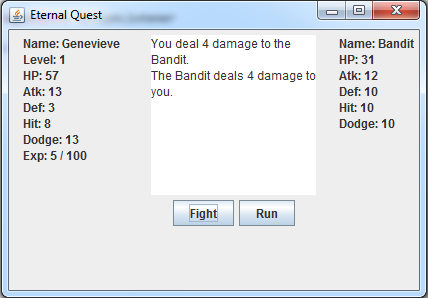 Eternal Quest
Name: Genevieve
Level: 1
HP: 57
Atk: 13
Def: 3
Hit: 8
Dodge: 13
Exp: 5 / 100
You deal 4 damage to the
Bandit.
The Bandit deals 4 damage to
you.
Name: Bandit
HP: 31
Atk: 12
Def: 10
Hit: 10
Dodge: 10
Fight
Run